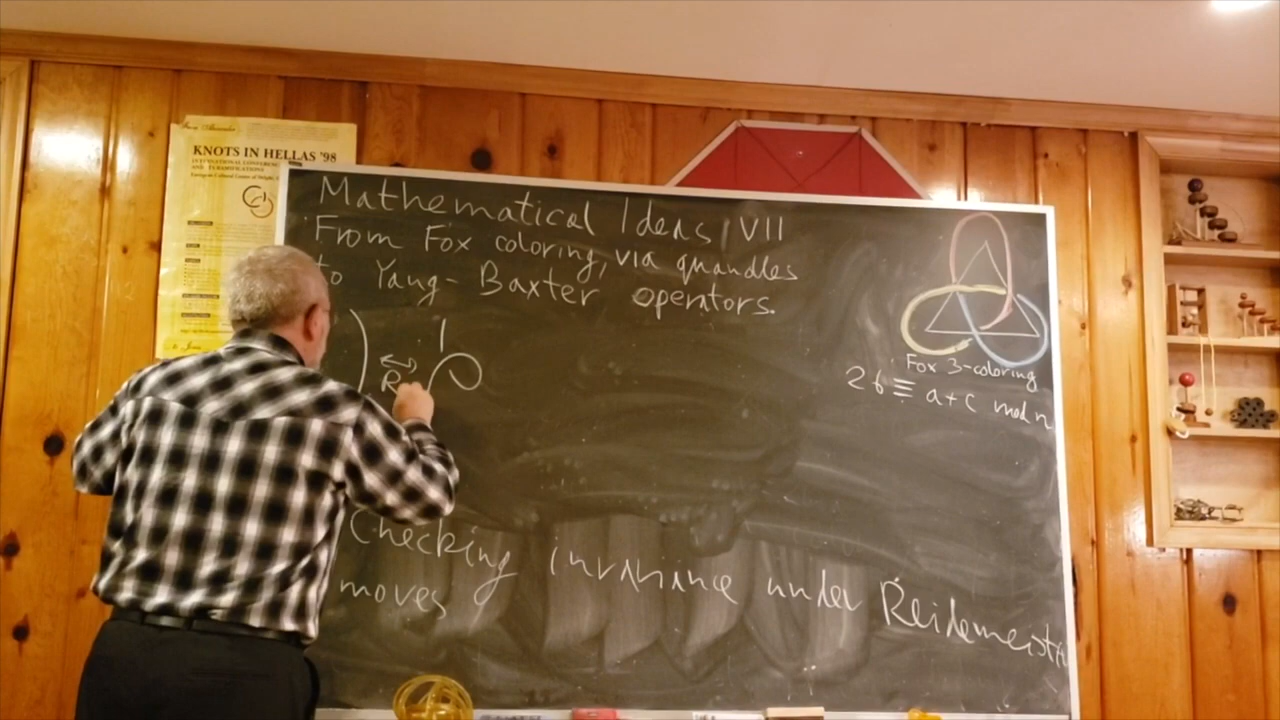 KNOTS IN HELLAS '98
Mathematical Ideas, VII
From Fox coloring, via quandles
to Yang-Baxter operators.
R
Fox 3-coloring
2b ≡ a+c mod n
Checking invariance under Reidemeister
moves